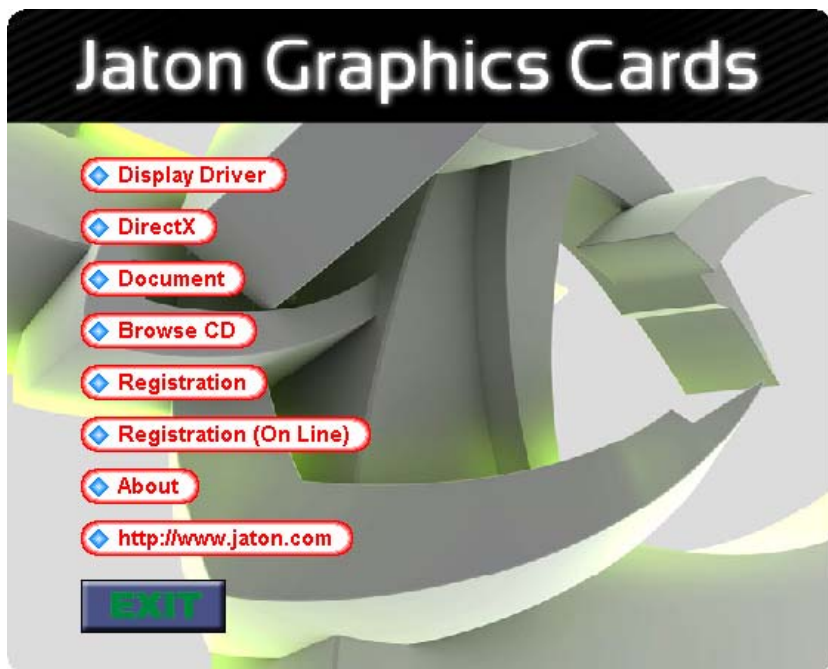 Jaton Graphics Cards
Display Driver
DirectX
Document
Browse CD
Registration
Registration (On Line)
About
http://www.jaton.com
EXIT